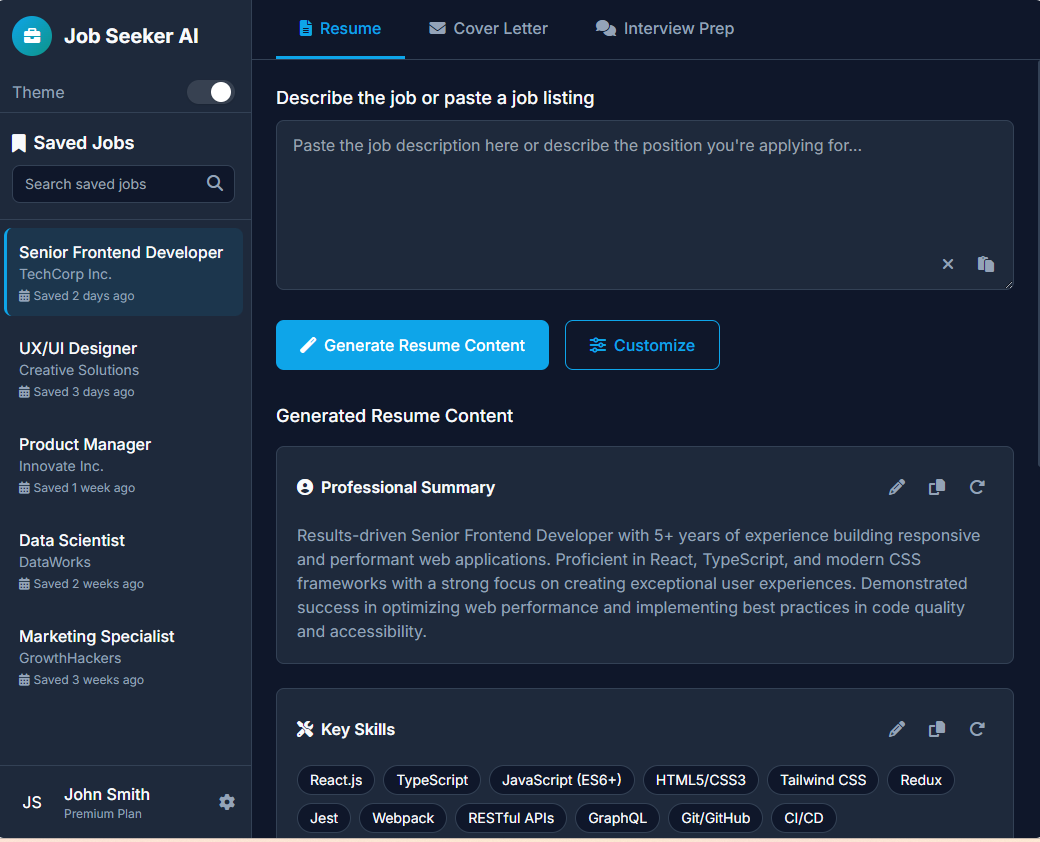 Job Seeker AI
Theme
Saved Jobs
Search saved jobs
Senior Frontend Developer
TechCorp Inc.
Saved 2 days ago
UX/UI Designer
Creative Solutions
Saved 3 days ago
Product Manager
Innovate Inc.
Saved 1 week ago
Data Scientist
DataWorks
Saved 2 weeks ago
Marketing Specialist
GrowthHackers
Saved 3 weeks ago
JS
John Smith
Premium Plan
Resume
Cover Letter
Interview Prep
Describe the job or paste a job listing
Paste the job description here or describe the position you're applying for...
Generate Resume Content
Customize
Generated Resume Content
Professional Summary
Results-driven Senior Frontend Developer with 5+ years of experience building responsive
and performant web applications. Proficient in React, TypeScript, and modern CSS
frameworks with a strong focus on creating exceptional user experiences. Demonstrated
success in optimizing web performance and implementing best practices in code quality
and accessibility.
Key Skills
React.js TypeScript JavaScript (ES6+) HTML5/CSS3 Tailwind CSS Redux
Jest Webpack RESTful APIs GraphQL Git/GitHub CI/CD